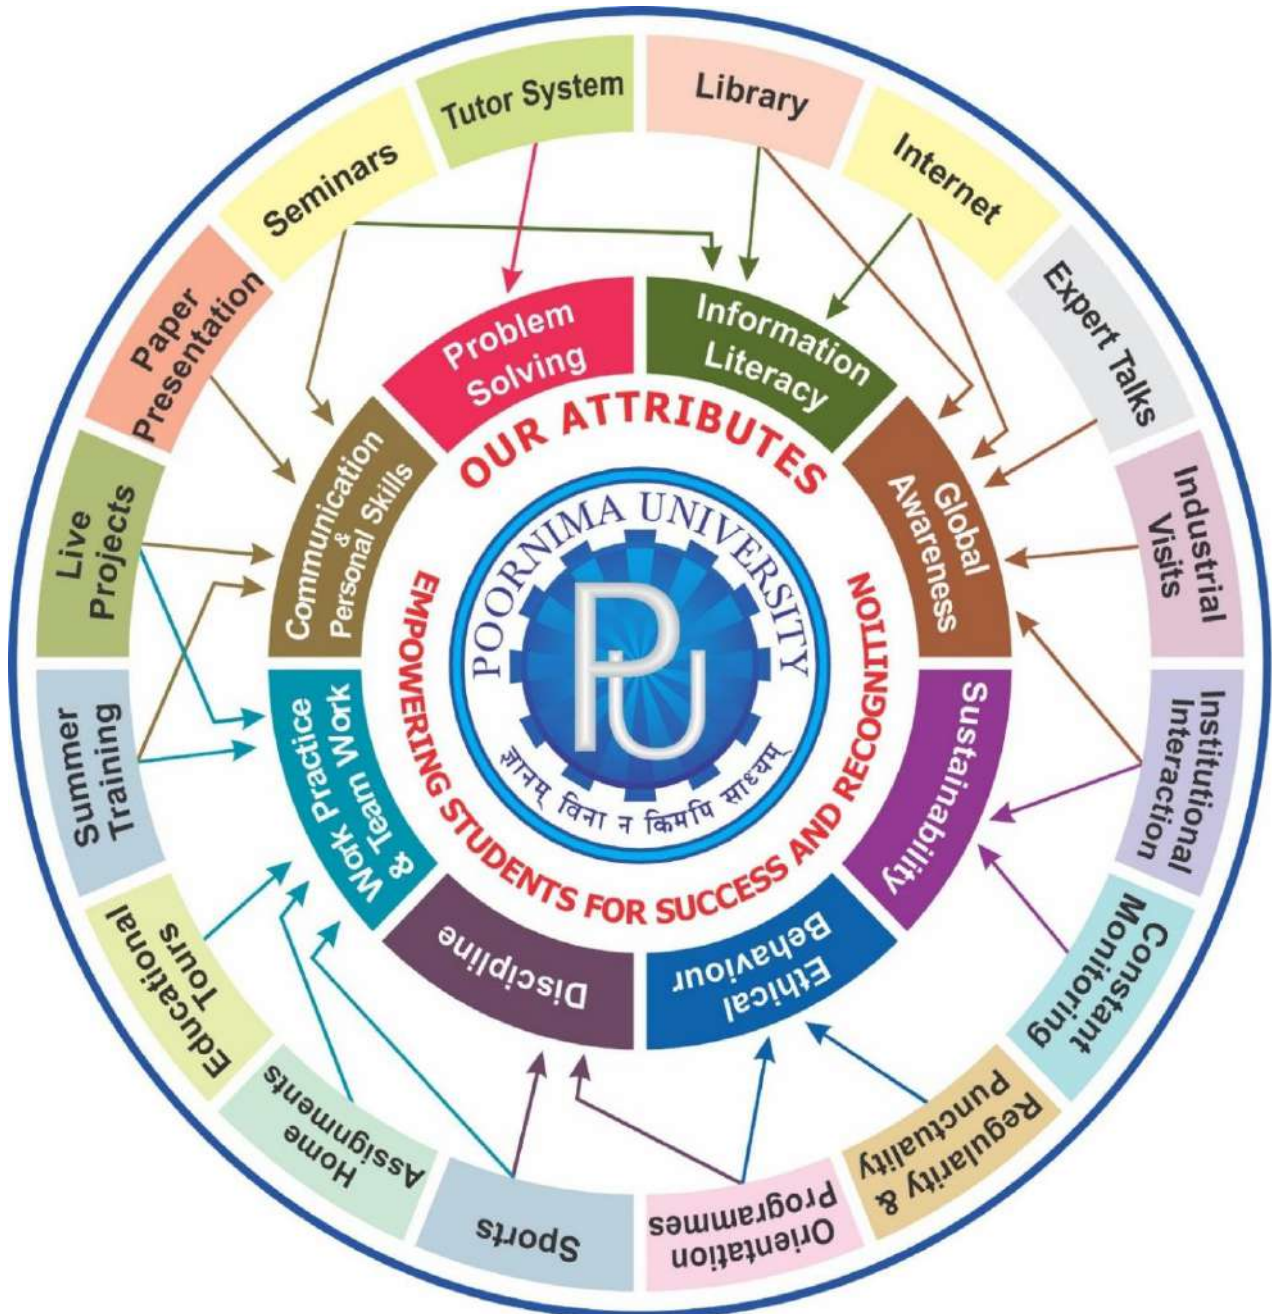 Tutor System
Library
Internet
Expert Talks
Industrial
Visits
Institutional
Interaction
Constant
Monitoring
Regularity &
Punctuality
Orientation
Programmes
Sports
Home
Assignments
Educational
Tours
Summer
Training
Live
Projects
Paper
Presentation
Seminars
Problem
Solving
Information
Literacy
Global
Awareness
Sustainability
Ethical
Behaviour
Discipline
Work Practice
& Team Work
Communication
&
Personal Skills
OUR ATTRIBUTES
EMPOWERING STUDENTS FOR SUCCESS AND RECOGNITION
POORNIMA UNIVERSITY
PU
ज्ञानम् विना न किमपि साध्यम्